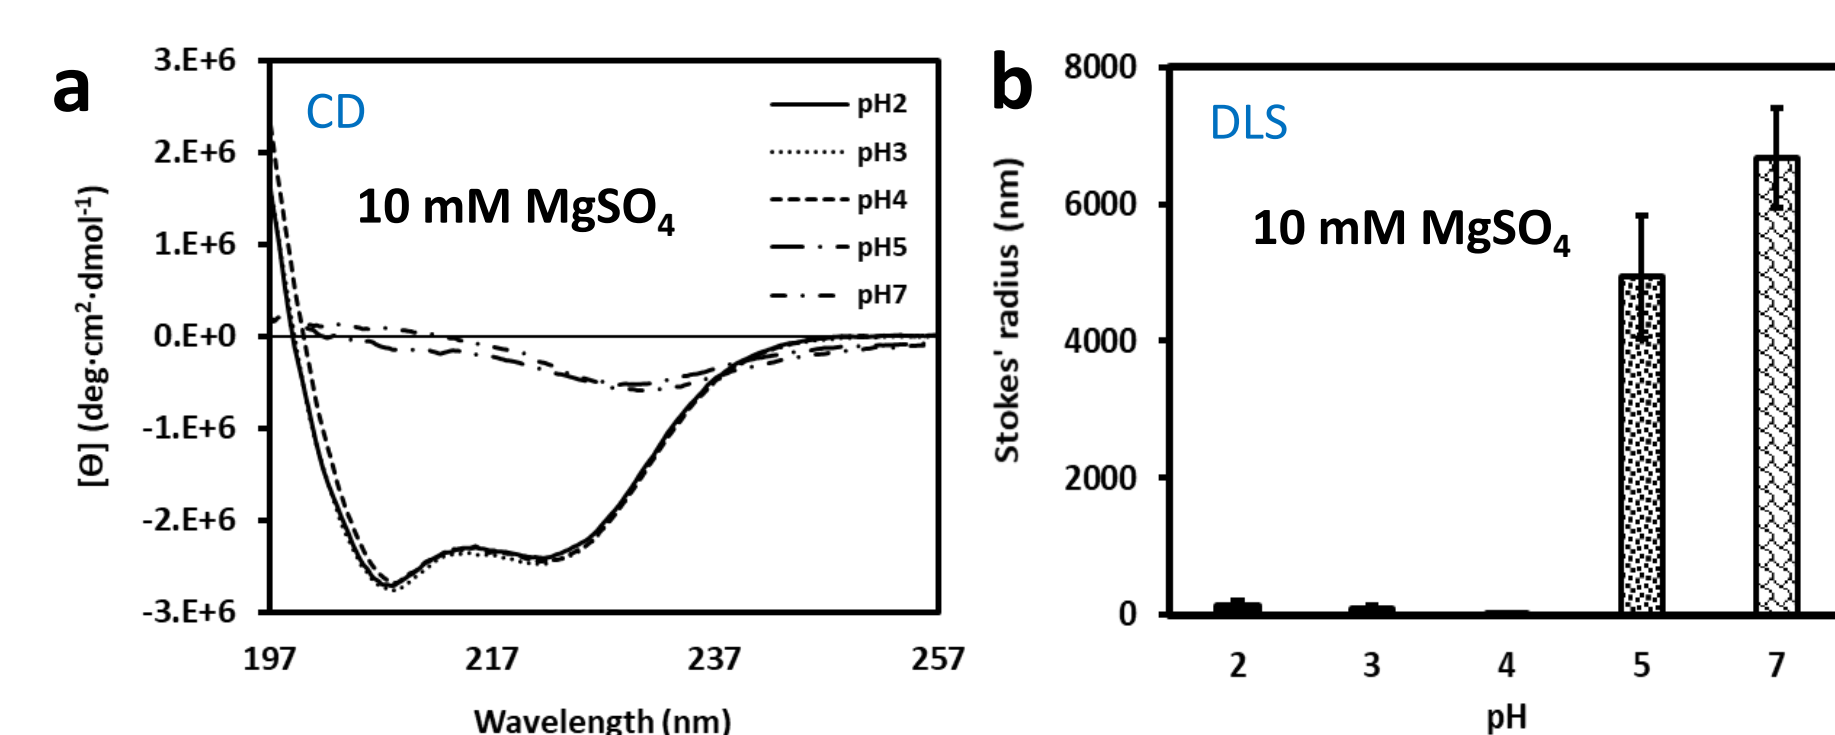 a
CD
10 mM MgSO₄
pH2
pH3
pH4
pH5
pH7
3.E+6
2.E+6
1.E+6
0.E+0
-1.E+6
-2.E+6
-3.E+6
[Θ] (deg·cm²·dmol⁻¹)
197 217 237 257
Wavelength (nm)
b
DLS
10 mM MgSO₄
8000
6000
4000
2000
0
Stokes' radius (nm)
2 3 4 5 7
pH